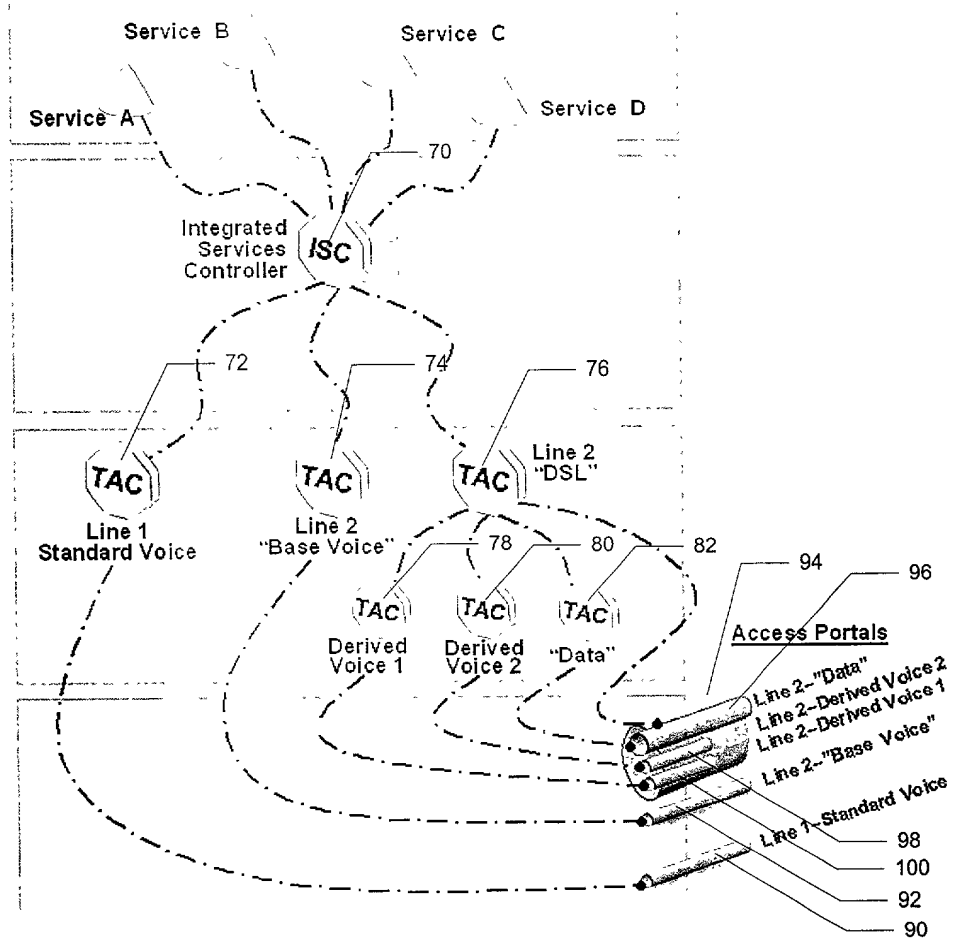 Service B
Service C
Service A
Service D
70
Integrated
Services
Controller
ISC
72
74
76
TAC
TAC
TAC
Line 2
"DSL"
Line 1
Standard Voice
Line 2
"Base Voice"
78
80
82
94
96
TAC
TAC
TAC
Access Portals
Derived
Voice 1
Derived
Voice 2
"Data"
Line 2–"Data"
Line 2–Derived Voice 2
Line 2–Derived Voice 1
Line 2–"Base Voice"
Line 1–Standard Voice
98
100
92
90